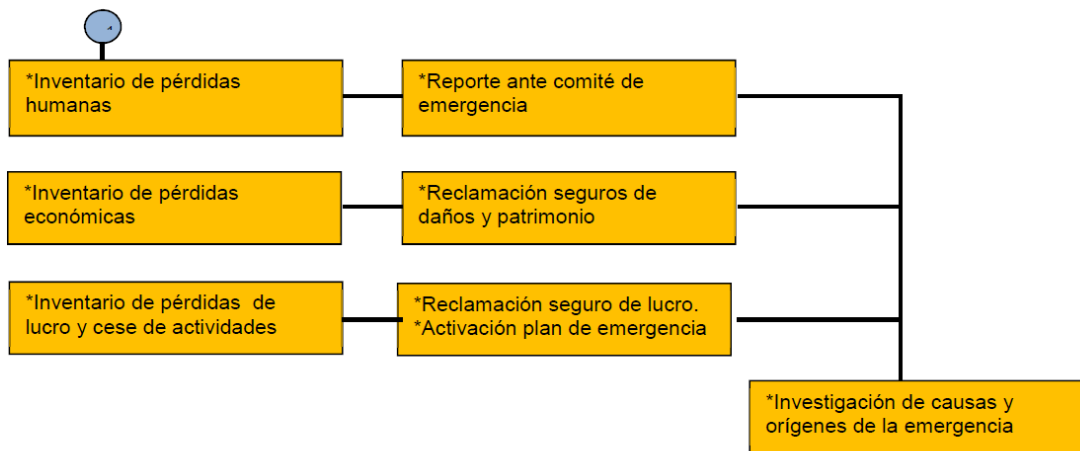 *Inventario de pérdidas
humanas
*Reporte ante comité de
emergencia
*Inventario de pérdidas
económicas
*Reclamación seguros de
daños y patrimonio
*Inventario de pérdidas  de
lucro y cese de actividades
*Reclamación seguro de lucro.
*Activación plan de emergencia
*Investigación de causas y
orígenes de la emergencia